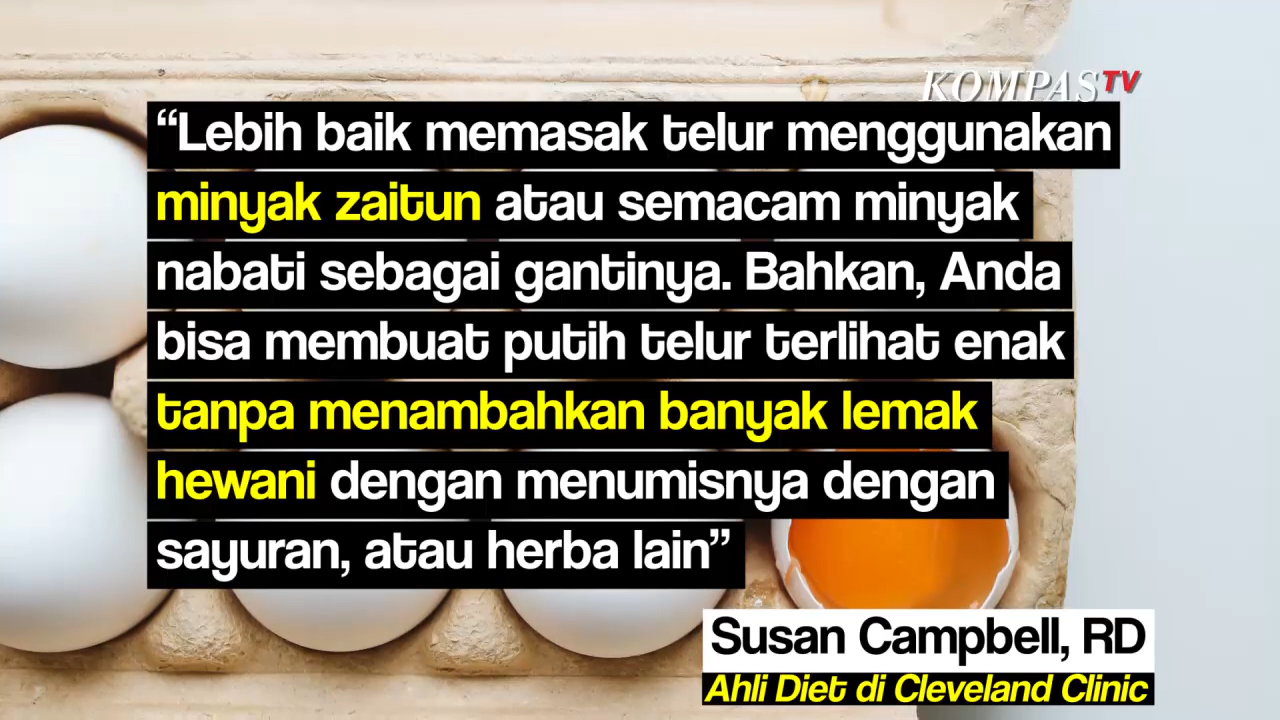 KOMPASTV
“Lebih baik memasak telur menggunakan
minyak zaitun atau semacam minyak
nabati sebagai gantinya. Bahkan, Anda
bisa membuat putih telur terlihat enak
tanpa menambahkan banyak lemak
hewani dengan menumisnya dengan
sayuran, atau herba lain”
Susan Campbell, RD
Ahli Diet di Cleveland Clinic